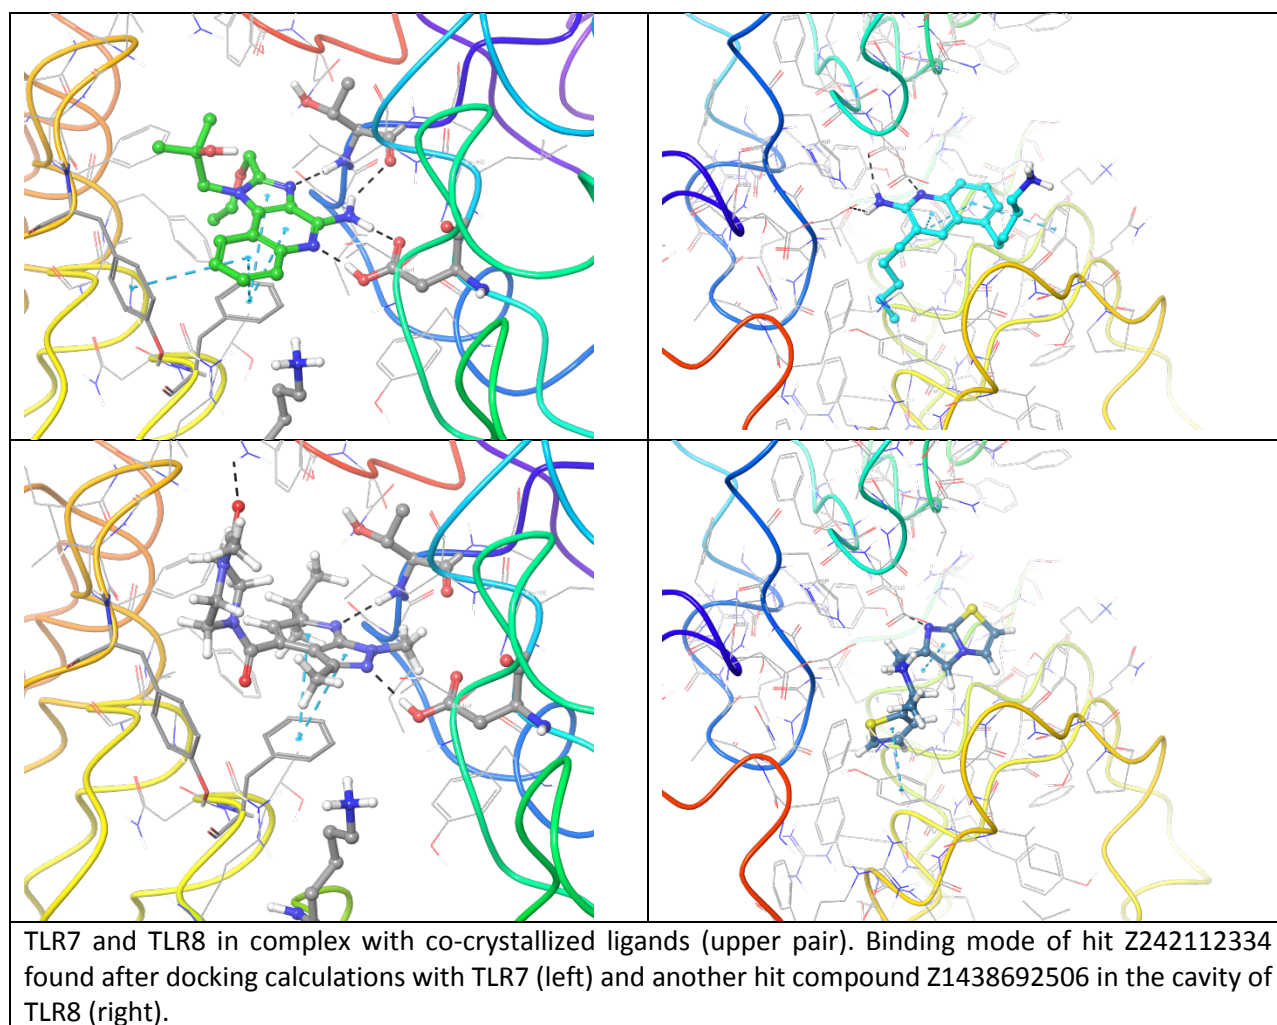 TLR7 and TLR8 in complex with co-crystallized ligands (upper pair). Binding mode of hit Z242112334
found after docking calculations with TLR7 (left) and another hit compound Z1438692506 in the cavity of
TLR8 (right).